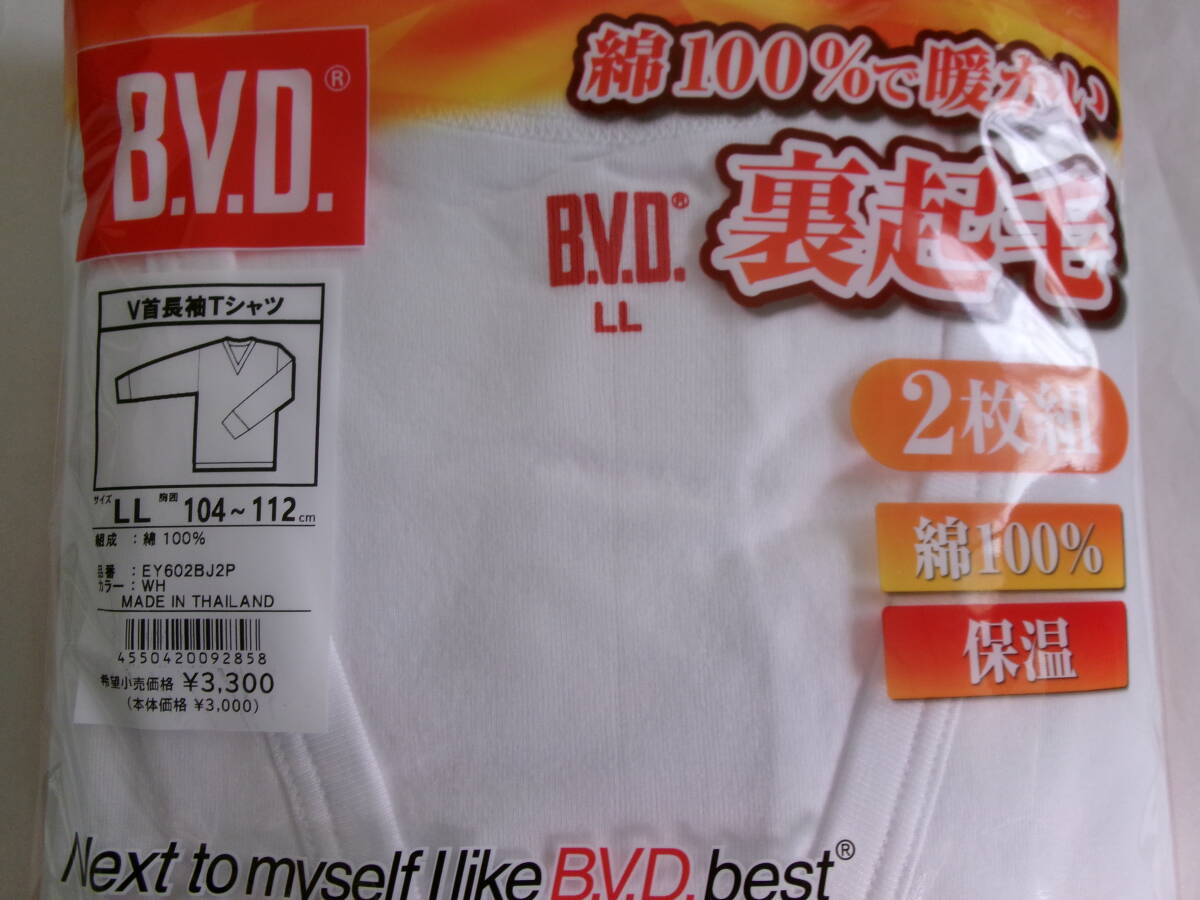 B.V.D.®
綿100%で暖かい
裏起毛
B.V.D.®
LL
2枚組
綿100%
保温
V首長袖Tシャツ
サイズ LL 胸囲 104~112cm
組成 : 綿 100%
品番 : EY602BJ2P
カラー : WH
MADE IN THAILAND
4550420092858
希望小売価格 ¥3,300
(本体価格 ¥3,000)
Next to myself I like B.V.D. best®